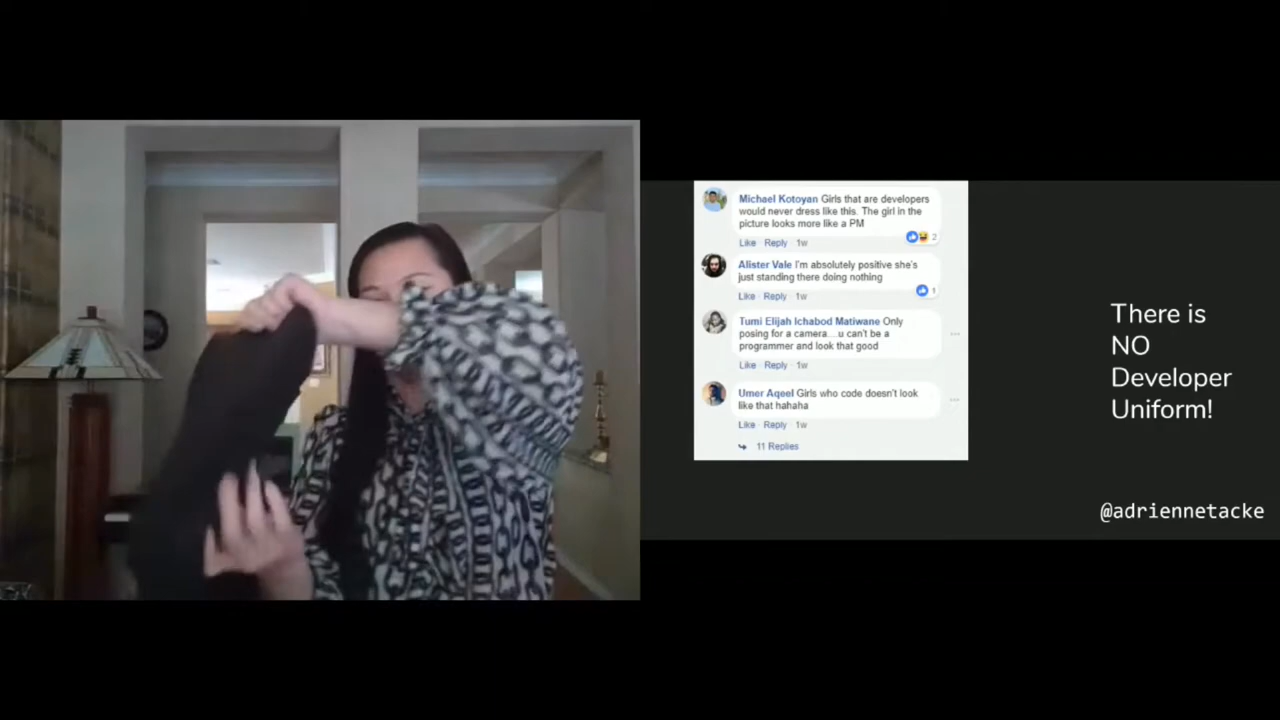 Michael Kotoyan Girls that are developers
would never dress like this. The girl in the
picture looks more like a PM
Like Reply 1w
2
Alister Vale I'm absolutely positive she's
just standing there doing nothing
Like · Reply · 1w
1
Tumi Elijah Ichabod Matiwane Only
posing for a camera...u can't be a
programmer and look that good
Like · Reply · 1w
Umer Aqeel Girls who code doesn't look
like that hahaha
Like · Reply · 1w
11 Replies
There is
NO
Developer
Uniform!
@adriennetacke